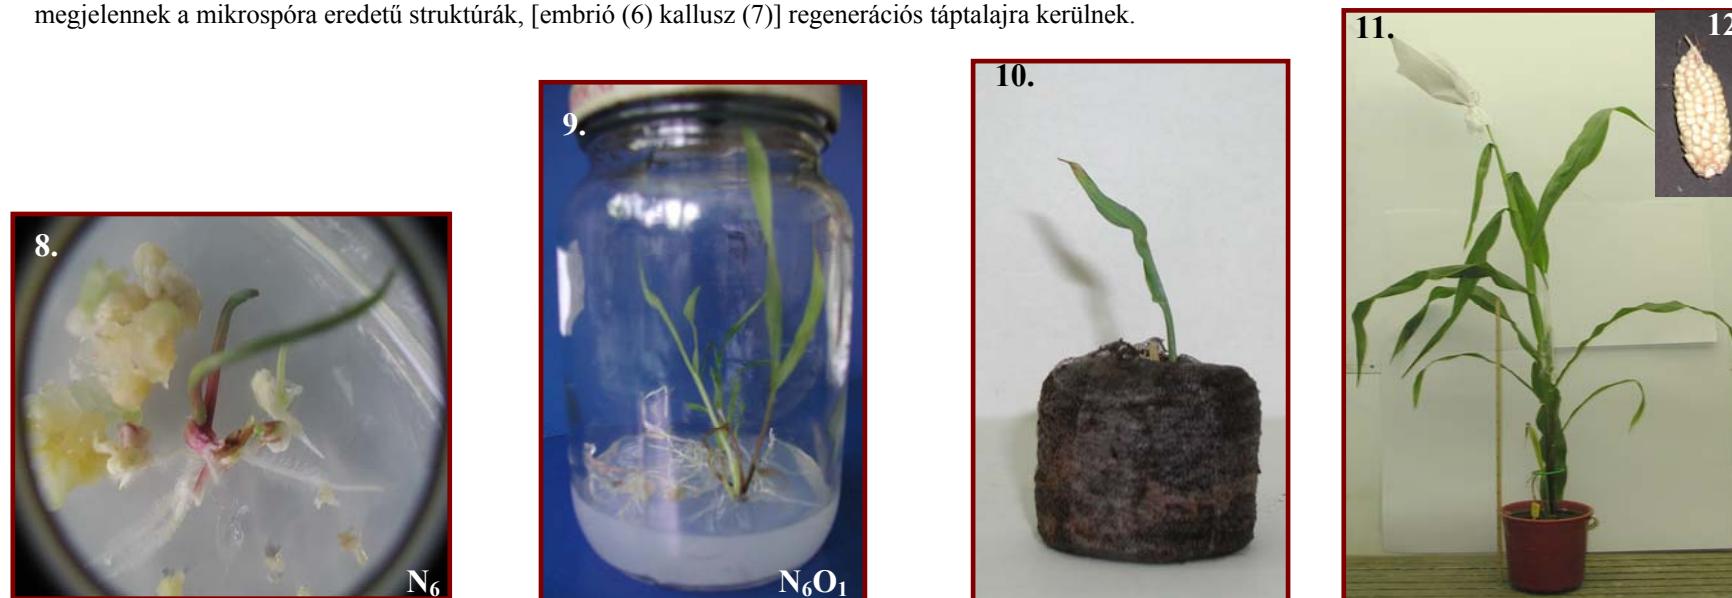 megjelennek a mikrospóra eredetű struktúrák, [embrió (6) kallusz (7)] regenerációs táptalajra kerülnek.
8.
N₆
9.
N₆O₁
10.
11.
12